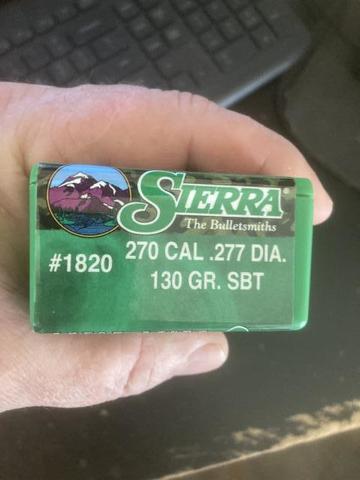 SIERRA®
The Bulletsmiths
#1820
270 CAL .277 DIA.
130 GR. SBT